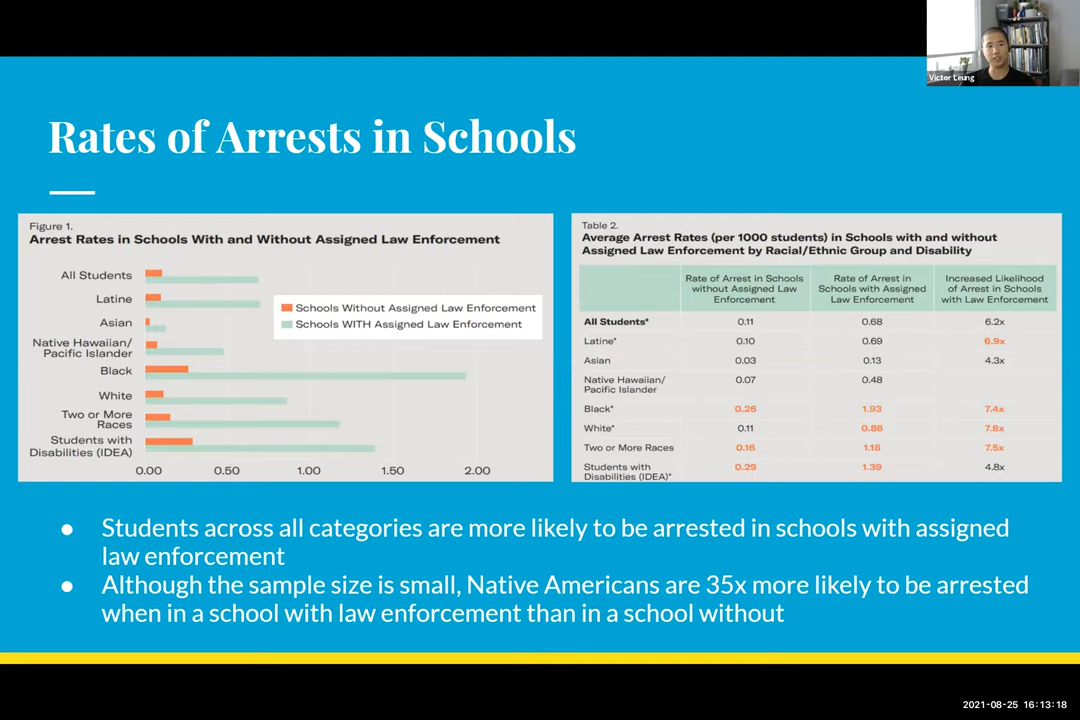 Victor Leung
Rates of Arrests in Schools
Figure 1.
Arrest Rates in Schools With and Without Assigned Law Enforcement
All Students
Latine
Asian
Native Hawaiian/
Pacific Islander
Black
White
Two or More
Races
Students with
Disabilities (IDEA)
Schools Without Assigned Law Enforcement
Schools WITH Assigned Law Enforcement
0.00 0.50 1.00 1.50 2.00
Table 2.
Average Arrest Rates (per 1000 students) in Schools with and without
Assigned Law Enforcement by Racial/Ethnic Group and Disability
Rate of Arrest in Schools
without Assigned Law
Enforcement
Rate of Arrest in
Schools with Assigned
Law Enforcement
Increased Likelihood
of Arrest in Schools
with Law Enforcement
All Students* 0.11 0.68 6.2x
Latine* 0.10 0.69 6.9x
Asian 0.03 0.13 4.3x
Native Hawaiian/ 0.07 0.48
Pacific Islander
Black* 0.26 1.93 7.4x
White* 0.11 0.86 7.8x
Two or More Races 0.16 1.18 7.5x
Students with 0.29 1.39 4.8x
Disabilities (IDEA)*
● Students across all categories are more likely to be arrested in schools with assigned
law enforcement
● Although the sample size is small, Native Americans are 35x more likely to be arrested
when in a school with law enforcement than in a school without
2021-08-25 16:13:18